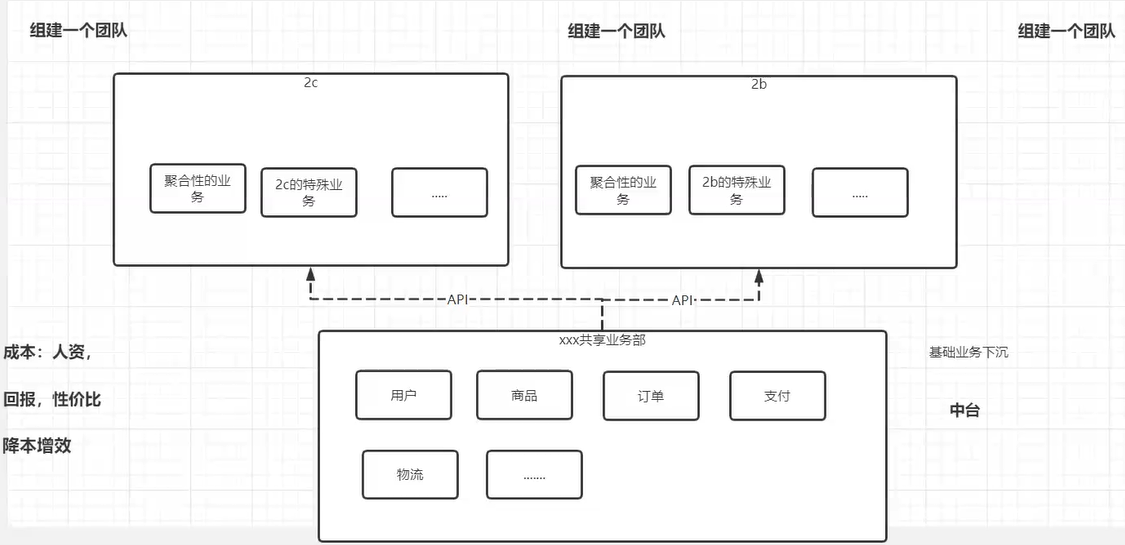 组建一个团队
组建一个团队
组建一个团队
2c
聚合性的业
务
2c的特殊业
务
.....
2b
聚合性的业
务
2b的特殊业
务
.....
API
API
xxx共享业务部
用户
商品
订单
支付
物流
.......
成本：人资，
回报，性价比
降本增效
基础业务下沉
中台